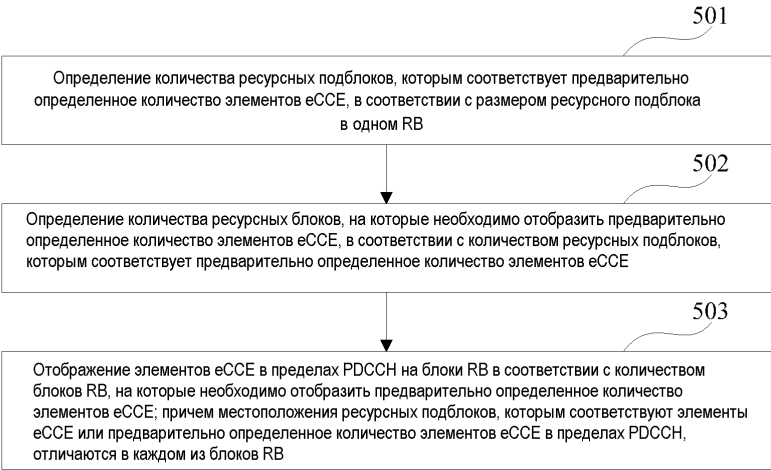 501
Определение количества ресурсных подблоков, которым соответствует предварительно
определенное количество элементов eCCE, в соответствии с размером ресурсного подблока
в одном RB
502
Определение количества ресурсных блоков, на которые необходимо отобразить предварительно
определенное количество элементов eCCE, в соответствии с количеством ресурсных подблоков,
которым соответствует предварительно определенное количество элементов eCCE
503
Отображение элементов eCCE в пределах PDCCH на блоки RB в соответствии с количеством
блоков RB, на которые необходимо отобразить предварительно определенное количество
элементов eCCE; причем местоположения ресурсных подблоков, которым соответствуют элементы
eCCE или предварительно определенное количество элементов eCCE в пределах PDCCH,
отличаются в каждом из блоков RB